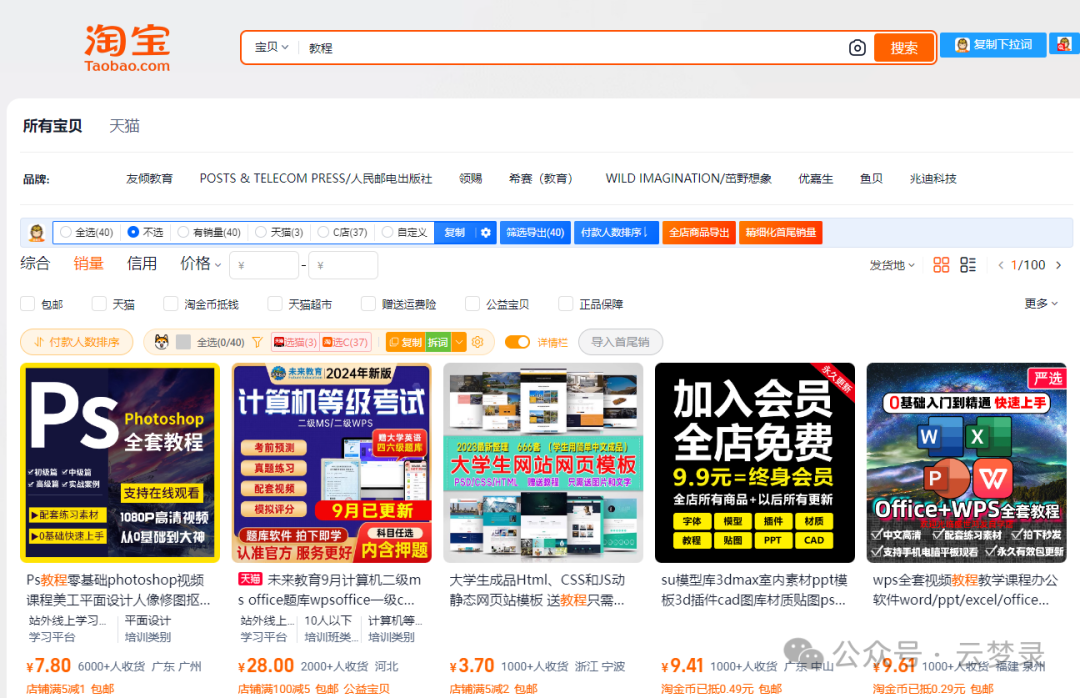 淘宝
Taobao.com
宝贝
教程
搜索
复制下拉词
所有宝贝
天猫
品牌:
友倾教育
POSTS & TELECOM PRESS/人民邮电出版社
领赐
希赛（教育）
WILD IMAGINATION/茁野想象
优嘉生
鱼贝
兆迪科技
全选(40)
不选
有销量(40)
天猫(3)
C店(37)
自定义
复制
筛选导出(40)
付款人数排序↓
全店商品导出
精细化首尾销量
综合
销量
信用
价格
¥
-
¥
发货地
1/100
包邮
天猫
淘金币抵钱
天猫超市
赠送运费险
公益宝贝
正品保障
更多
付款人数排序
全选(0/40)
选天猫(3)
选C(37)
复制
拆词
详情栏
导入首尾销
Ps
Photoshop
全套教程
初级篇
中级篇
高级篇
实战案例
支持在线观看
配套练习素材
0基础快速上手
1080P高清视频
从0基础到大神
未来教育
2024年新版
计算机等级考试
二级MS/二级WPS
考前预测
真题练习
配套视频
模拟评分
赠大学英语
四六级题库
9月已更新
题库软件 拍下即学
认准官方 服务更好
科目任选
内含押题
2023最新整理 666套 【学生用简单中文成品】
大学生网站网页模板
PSD/CSS/HTML 赠送教程 只需送图片和文字
永久更新
加入会员
全店免费
9.9元=终身会员
全店所有商品+以后所有更新
字体
模型
插件
材质
教程
贴图
PPT
CAD
严选
0基础入门到精通 快速上手
W
X
P
W
Office+WPS全套教程
中文高清
配套练习素材
拍下秒发
支持手机电脑平板观看
永久有效包更新
Ps教程零基础photoshop视频
课程美工平面设计人像修图抠...
站外线上学习...
学习平台
平面设计
培训类别
¥7.80
6000+人收货
广东 广州
店铺满5减1 包邮
天猫 未来教育9月计算机二级m
s office题库wpsoffice一级c...
站外线上...
学习平台
10人以下
培训班类...
计算机等...
培训类别
¥28.00
2000+人收货
河北
店铺满100减5 包邮 公益宝贝
大学生成品Html、CSS和JS动
静态网页站模板 送教程只需...
¥3.70
1000+人收货
浙江 宁波
店铺满5减2 包邮
su模型库3dmax室内素材ppt模
板3d插件cad图库材质贴图ps...
¥9.41
1000+人收货
广东 中山
淘金币已抵0.49元 包邮
wps全套视频教程教学课程办公
软件word/ppt/excel/office...
¥9.61
1000+人收货
福建 泉州
淘金币已抵0.29元 包邮
公众号 · 云梦录